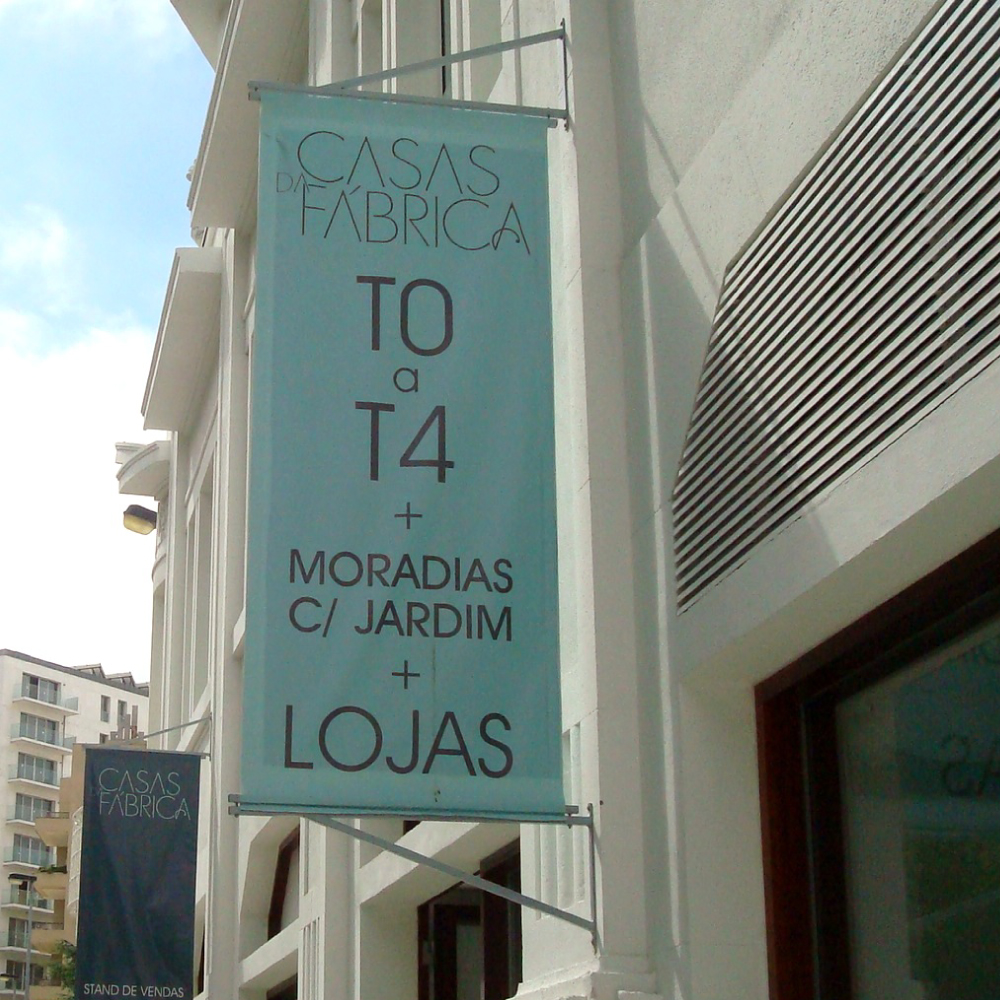 CASAS
DA FÁBRICA
T0
a
T4
+
MORADIAS
C/ JARDIM
+
LOJAS
CASAS
FÁBRICA
STAND DE VENDAS